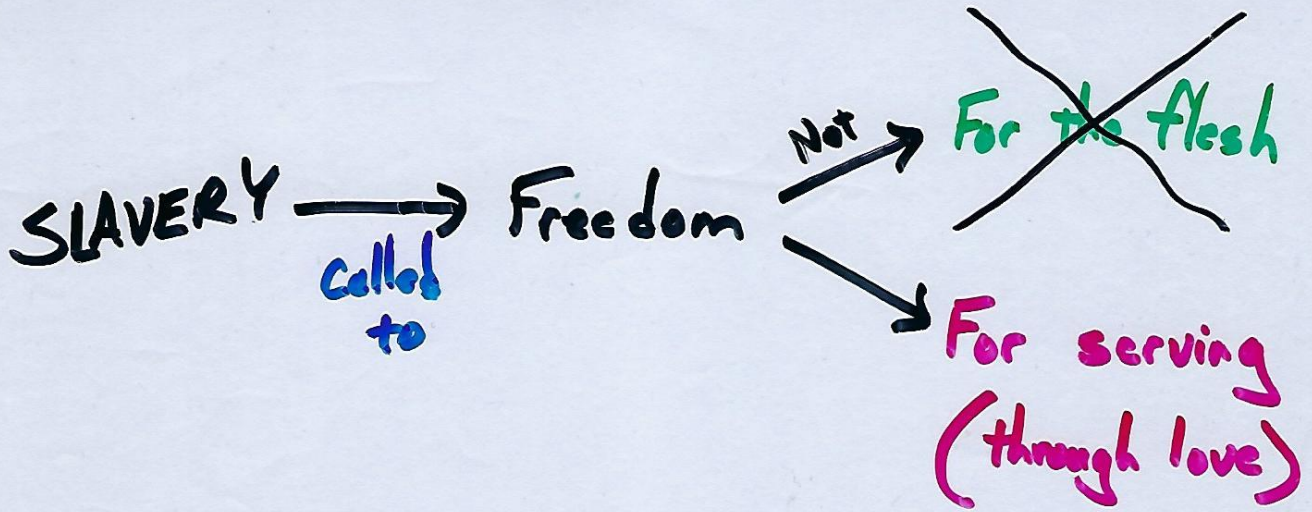 SLAVERY
Called
to
Freedom
Not
For the flesh
For serving
(through love)